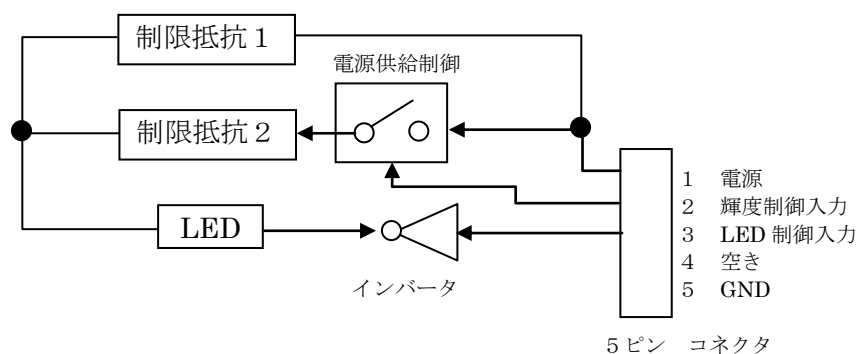 制限抵抗１
電源供給制御
制限抵抗２
LED
インバータ
1 電源
2 輝度制御入力
3 LED 制御入力
4 空き
5 GND
５ピン コネクタ